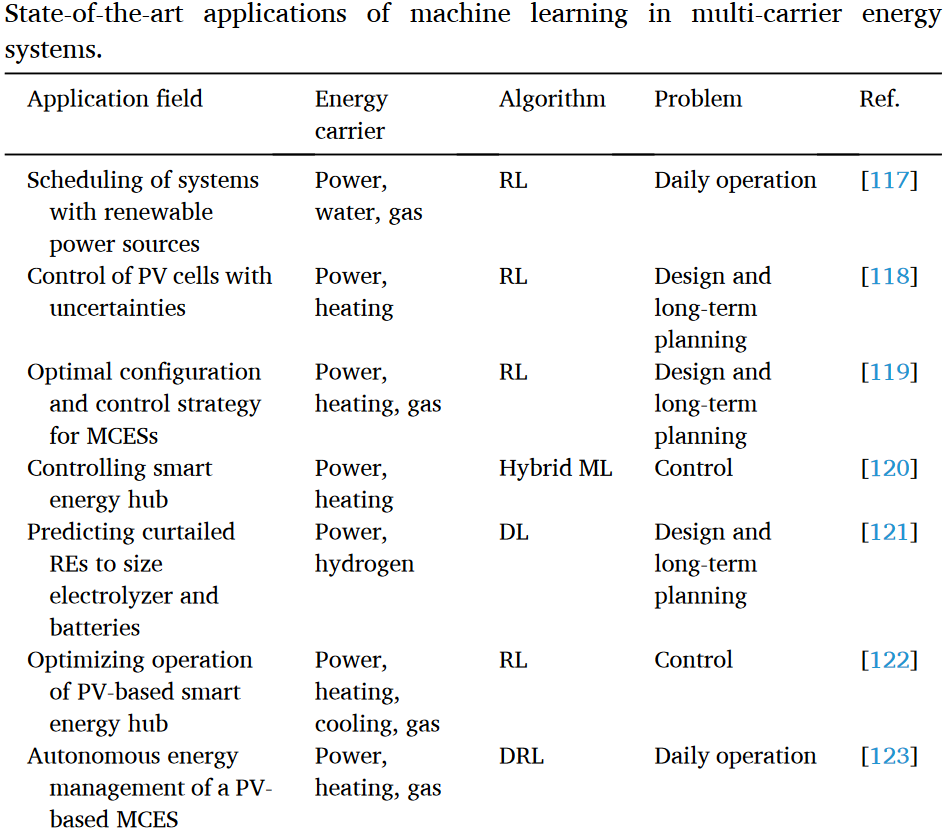 State-of-the-art applications of machine learning in multi-carrier energy
systems.
Application field Energy carrier Algorithm Problem Ref.
Scheduling of systems with renewable power sources Power, water, gas RL Daily operation [117]
Control of PV cells with uncertainties Power, heating RL Design and long-term planning [118]
Optimal configuration and control strategy for MCESs Power, heating, gas RL Design and long-term planning [119]
Controlling smart energy hub Power, heating Hybrid ML Control [120]
Predicting curtailed REs to size electrolyzer and batteries Power, hydrogen DL Design and long-term planning [121]
Optimizing operation of PV-based smart energy hub Power, heating, cooling, gas RL Control [122]
Autonomous energy management of a PV-based MCES Power, heating, gas DRL Daily operation [123]